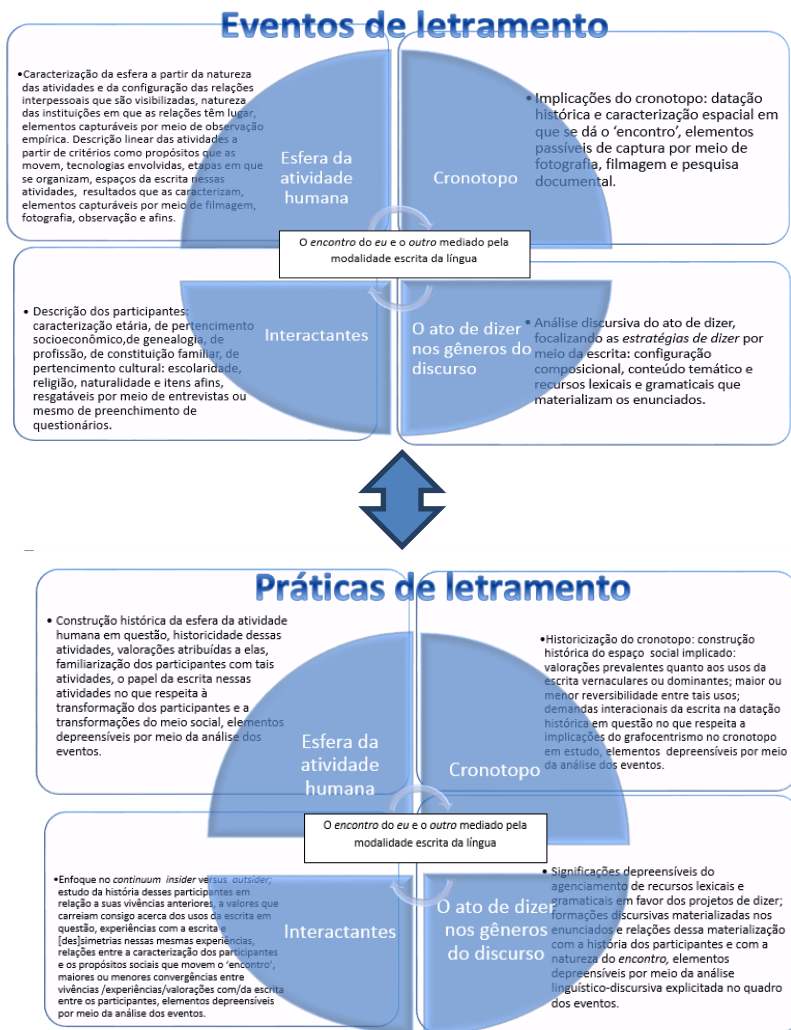 Eventos de letramento
•Caracterização da esfera a partir da natureza
das atividades e da configuração das relações
interpessoais que são visibilizadas, natureza
das instituições em que as relações têm lugar,
elementos capturáveis por meio de observação
empírica. Descrição linear das atividades a
partir de critérios como propósitos que as
movem, tecnologias envolvidas, etapas em que
se organizam, espaços da escrita nessas
atividades, resultados que as caracterizam,
elementos capturáveis por meio de filmagem,
fotografia, observação e afins.
Esfera da
atividade
humana
Cronotopo
•Implicações do cronotopo: datação
histórica e caracterização espacial em
que se dá o ‘encontro’, elementos
passíveis de captura por meio de
fotografia, filmagem e pesquisa
documental.
O encontro do eu e o outro mediado pela
modalidade escrita da língua
• Descrição dos participantes:
caracterização etária, de pertencimento
socioeconômico,de genealogia, de
profissão, de constituição familiar, de
pertencimento cultural: escolaridade,
religião, naturalidade e itens afins,
resgatáveis por meio de entrevistas ou
mesmo de preenchimento de
questionários.
Interactantes
O ato de dizer
nos gêneros do
discurso
•Análise discursiva do ato de dizer,
focalizando as estratégias de dizer por
meio da escrita: configuração
composicional, conteúdo temático e
recursos lexicais e gramaticais que
materializam os enunciados.
Práticas de letramento
• Construção histórica da esfera da atividade
humana em questão, historicidade dessas
atividades, valorações atribuídas a elas,
familiarização dos participantes com tais
atividades, o papel da escrita nessas
atividades no que respeita à
transformação dos participantes e a
transformações do meio social, elementos
depreensíveis por meio da análise dos
eventos.
Esfera da
atividade
humana
Cronotopo
•Historicização do cronotopo: construção
histórica do espaço social implicado:
valorações prevalentes quanto aos usos da
escrita vernaculares ou dominantes; maior ou
menor reversibilidade entre tais usos;
demandas interacionais da escrita na datação
histórica em questão no que respeita a
implicações do grafocentrismo no cronotopo
em estudo, elementos depreensíveis por meio
da análise dos eventos.
O encontro do eu e o outro mediado pela
modalidade escrita da língua
•Enfoque no continuum insider versus outsider;
estudo da história desses participantes em
relação a suas vivências anteriores, a valores que
carreiam consigo acerca dos usos da escrita em
questão, experiências com a escrita e
[des]simetrias nessas mesmas experiências,
relações entre a caracterização dos participantes
e os propósitos sociais que movem o ‘encontro’,
maiores ou menores convergências entre
vivências /experiências/valorações com/da escrita
entre os participantes, elementos depreensíveis
por meio da análise dos eventos.
Interactantes
O ato de dizer
nos gêneros
do discurso
• Significações depreensíveis do
agenciamento de recursos lexicais e
gramaticais em favor dos projetos de dizer;
formações discursivas materializadas nos
enunciados e relações dessa materialização
com a história dos participantes e com a
natureza do encontro, elementos
depreensíveis por meio da análise
linguístico-discursiva explicitada no quadro
dos eventos.